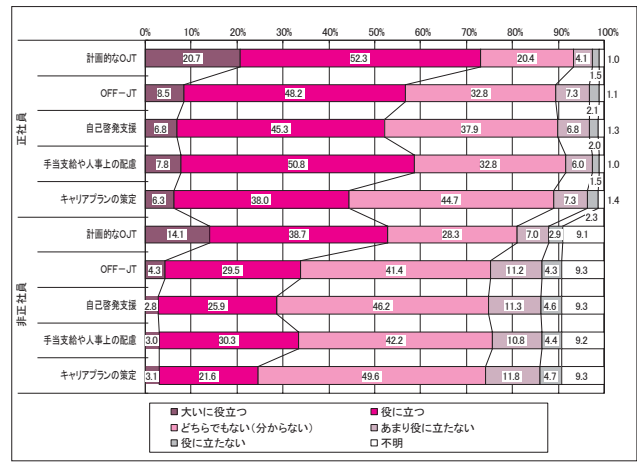 0% 10% 20% 30% 40% 50% 60% 70% 80% 90% 100%
正社員
計画的なOJT 20.7 52.3 20.4 4.1 1.5 1.0
OFF－JT 8.5 48.2 32.8 7.3 2.1 1.1
自己啓発支援 6.8 45.3 37.9 6.8 2.0 1.3
手当支給や人事上の配慮 7.8 50.8 32.8 6.0 1.5 1.0
キャリアプランの策定 6.3 38.0 44.7 7.3 2.3 1.4
非正社員
計画的なOJT 14.1 38.7 28.3 7.0 2.9 9.1
OFF－JT 4.3 29.5 41.4 11.2 4.3 9.3
自己啓発支援 2.8 25.9 46.2 11.3 4.6 9.3
手当支給や人事上の配慮 3.0 30.3 42.2 10.8 4.4 9.2
キャリアプランの策定 3.1 21.6 49.6 11.8 4.7 9.3
大いに役立つ 役に立つ
どちらでもない（分からない） あまり役に立たない
役に立たない 不明